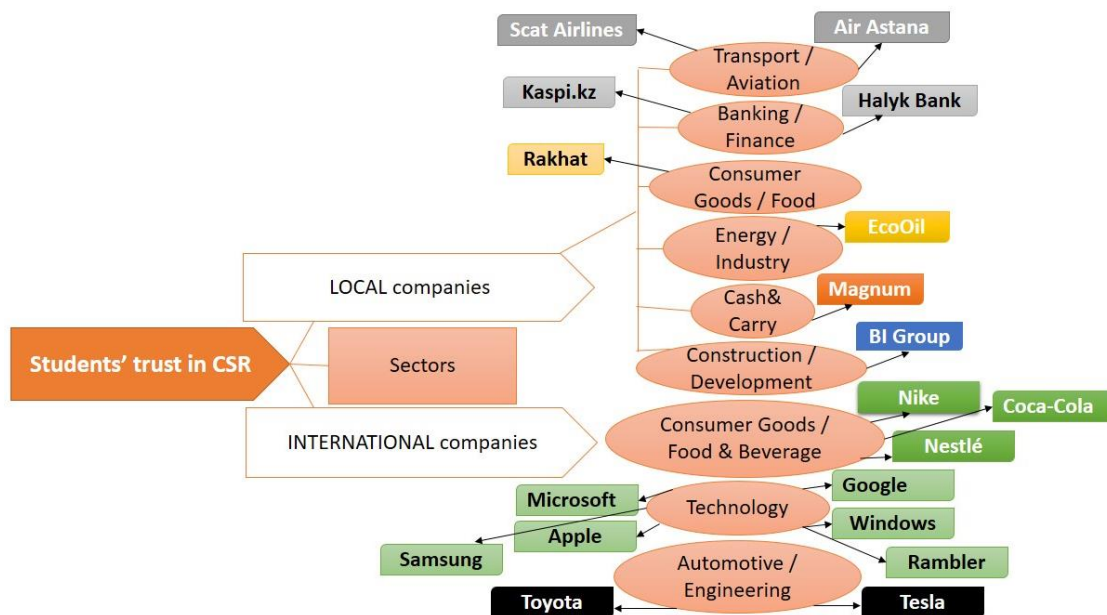 Scat Airlines
Air Astana
Transport /
Aviation
Kaspi.kz
Halyk Bank
Banking /
Finance
Rakhat
Consumer
Goods / Food
EcoOil
Energy /
Industry
LOCAL companies
Cash&
Carry
Magnum
BI Group
Students’ trust in CSR
Sectors
Construction /
Development
Nike
Coca-Cola
INTERNATIONAL companies
Consumer Goods /
Food & Beverage
Nestlé
Microsoft
Google
Technology
Apple
Windows
Samsung
Rambler
Automotive /
Engineering
Toyota
Tesla